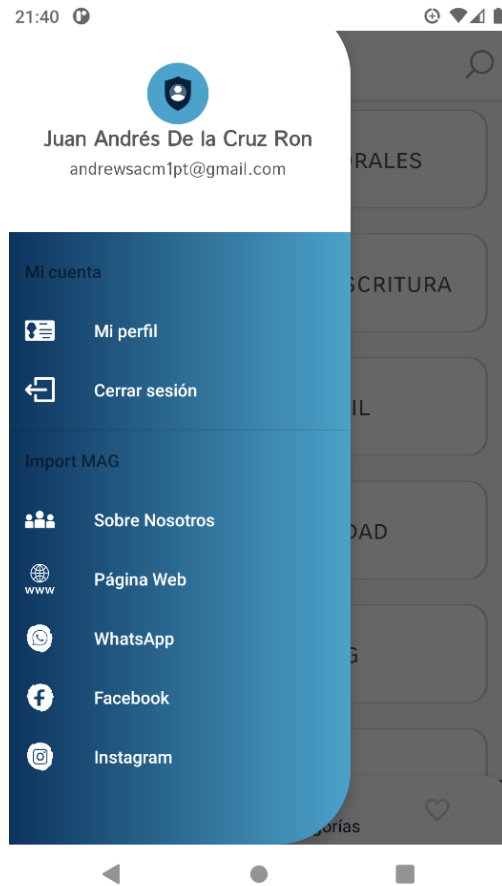 21:40
Juan Andrés De la Cruz Ron
andrewsacm1pt@gmail.com
RALES
SCRITURA
Mi cuenta
Mi perfil
Cerrar sesión
IL
Import MAG
Sobre Nosotros
DAD
www
Página Web
WhatsApp
G
Facebook
Instagram
gorías